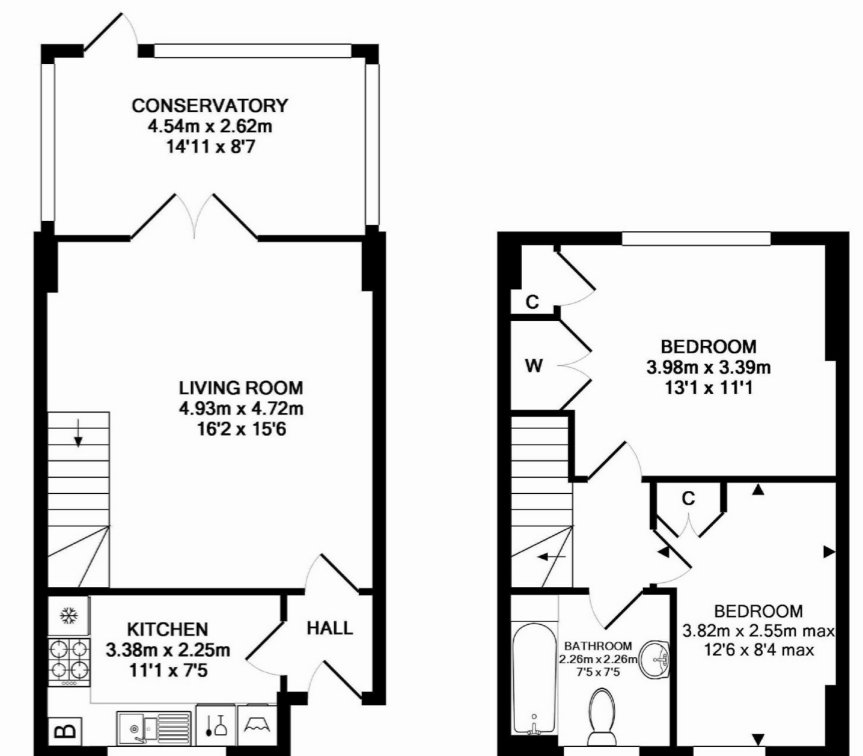 CONSERVATORY
4.54m x 2.62m
14'11 x 8'7
LIVING ROOM
4.93m x 4.72m
16'2 x 15'6
KITCHEN
3.38m x 2.25m
11'1 x 7'5
HALL
B
C
W
BEDROOM
3.98m x 3.39m
13'1 x 11'1
C
BEDROOM
3.82m x 2.55m max
12'6 x 8'4 max
BATHROOM
2.26m x 2.26m
7'5 x 7'5